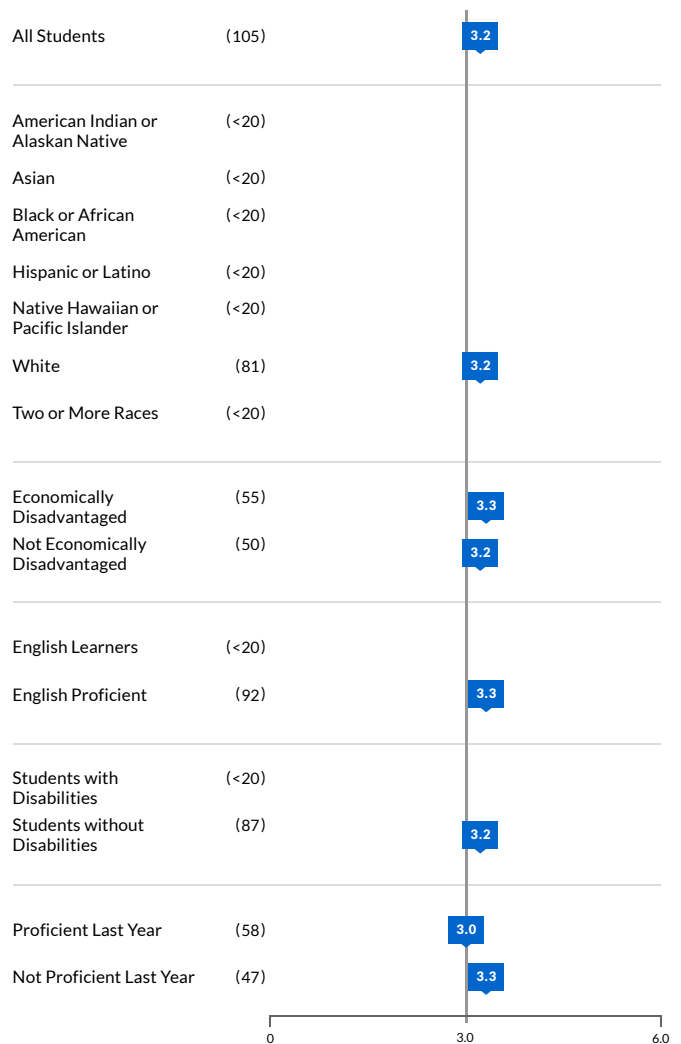 All Students (105) 3.2
American Indian or (<20)
Alaskan Native
Asian (<20)
Black or African (<20)
American
Hispanic or Latino (<20)
Native Hawaiian or (<20)
Pacific Islander
White (81) 3.2
Two or More Races (<20)
Economically (55) 3.3
Disadvantaged
Not Economically (50) 3.2
Disadvantaged
English Learners (<20)
English Proficient (92) 3.3
Students with (<20)
Disabilities
Students without (87) 3.2
Disabilities
Proficient Last Year (58) 3.0
Not Proficient Last Year (47) 3.3
0 3.0 6.0